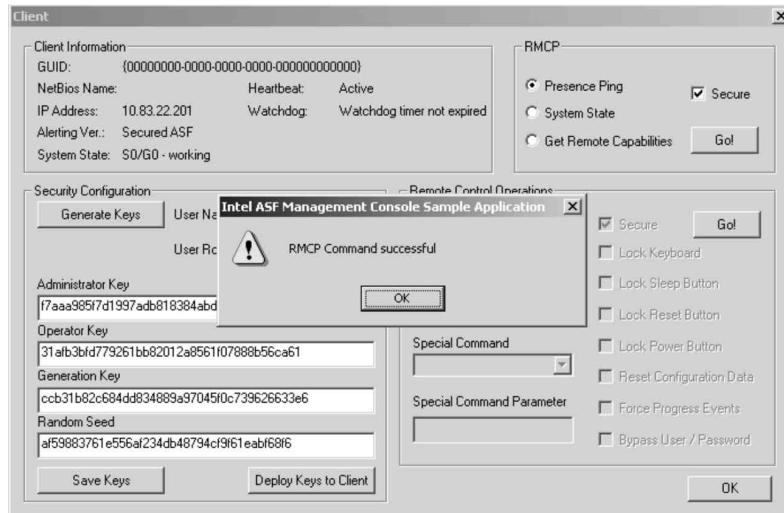 Client
Client Information
GUID: {00000000-0000-0000-0000-000000000000}
NetBios Name: Heartbeat: Active
IP Address: 10.83.22.201 Watchdog: Watchdog timer not expired
Alerting Ver.: Secured ASF
System State: S0/G0 - working
RMCP
Presence Ping
Secure
System State
Get Remote Capabilities Go!
Security Configuration
Generate Keys
Remote Control Operations
Intel ASF Management Console Sample Application
RMCP Command successful
OK
Administrator Key
f7aaa985f7d1997adb818384abd
Operator Key
31afb3bfd779261bb82012a8561f07888b56ca61
Generation Key
ccb31b82c684dd834889a97045f0c739626633e6
Random Seed
af59883761e556af234db48794cf9f61eabf68f6
Save Keys Deploy Keys to Client
Special Command
Special Command Parameter
Secure Go!
Lock Keyboard
Lock Sleep Button
Lock Reset Button
Lock Power Button
Reset Configuration Data
Force Progress Events
Bypass User / Password
OK